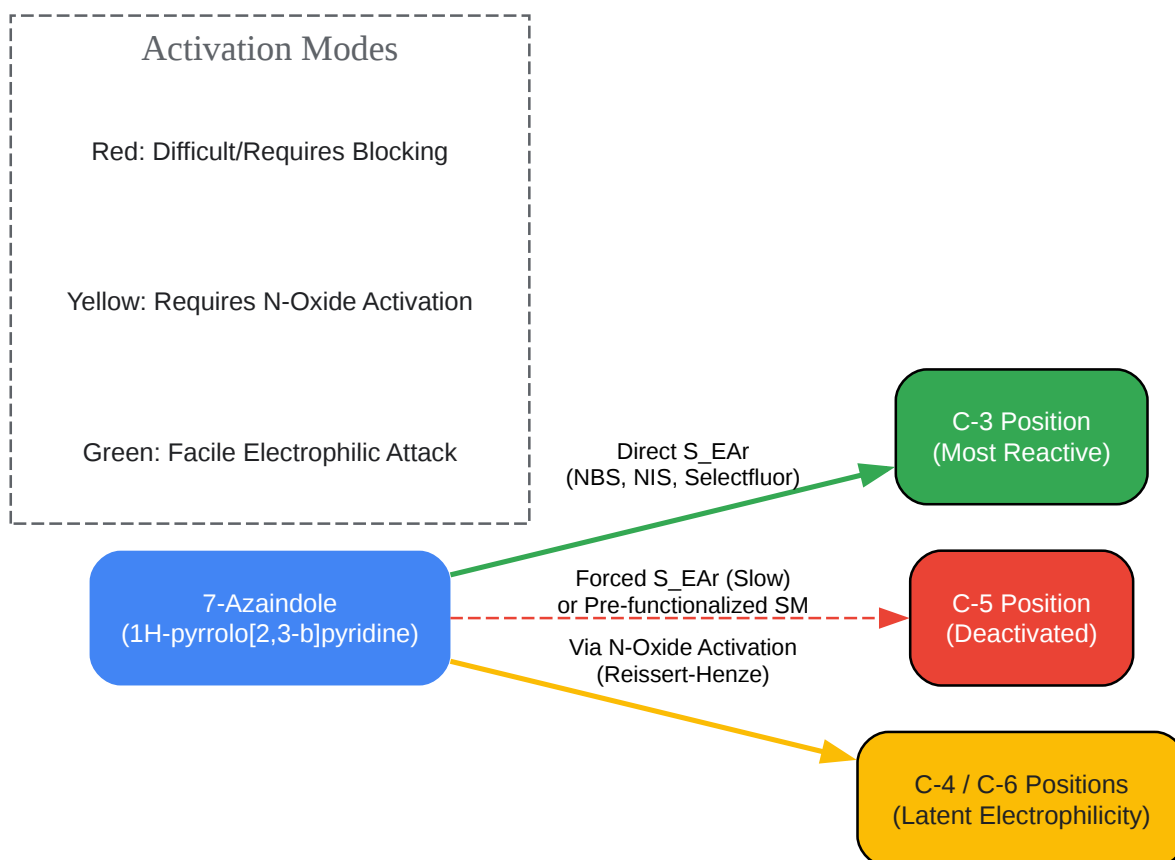 Activation Modes
Red: Difficult/Requires Blocking
Yellow: Requires N-Oxide Activation
Green: Facile Electrophilic Attack
7-Azaindole
(1H-pyrrolo[2,3-b]pyridine)
Direct S_EAr
(NBS, NIS, Selectfluor)
Forced S_EAr (Slow)
or Pre-functionalized SM
Via N-Oxide Activation
(Reissert-Henze)
C-3 Position
(Most Reactive)
C-5 Position
(Deactivated)
C-4 / C-6 Positions
(Latent Electrophilicity)